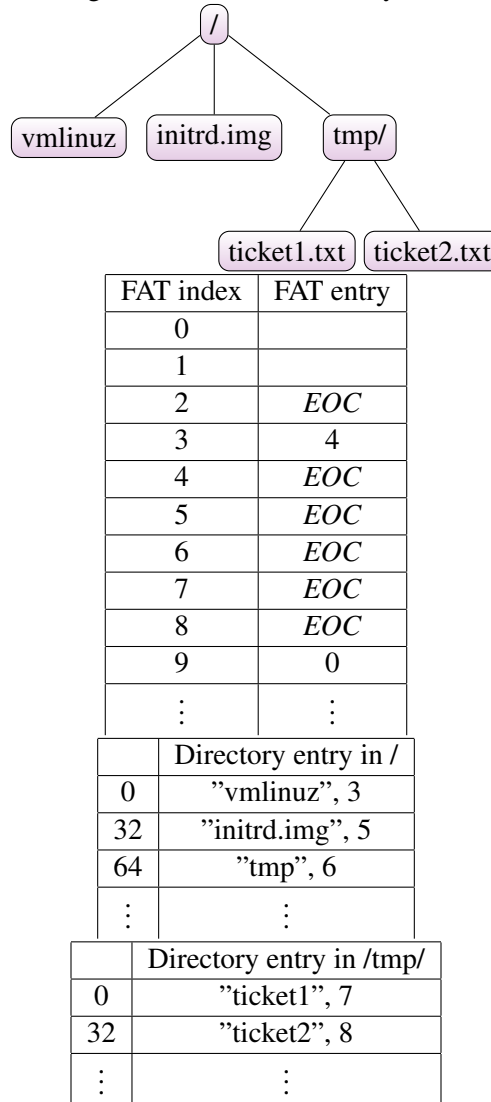 /
vmlinuz initrd.img tmp/
ticket1.txt ticket2.txt
FAT index FAT entry
0
1
2 EOC
3 4
4 EOC
5 EOC
6 EOC
7 EOC
8 EOC
9 0
⋮ ⋮
Directory entry in /
0 ”vmlinuz”, 3
32 ”initrd.img”, 5
64 ”tmp”, 6
⋮ ⋮
Directory entry in /tmp/
0 ”ticket1”, 7
32 ”ticket2”, 8
⋮ ⋮